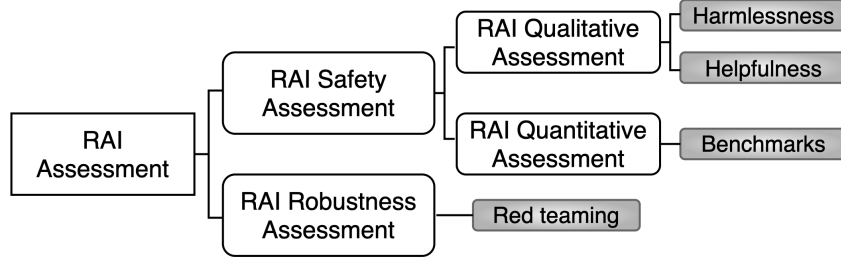 RAI
Assessment
RAI Safety
Assessment
RAI Qualitative
Assessment
Harmlessness
Helpfulness
RAI Quantitative
Assessment
Benchmarks
RAI Robustness
Assessment
Red teaming